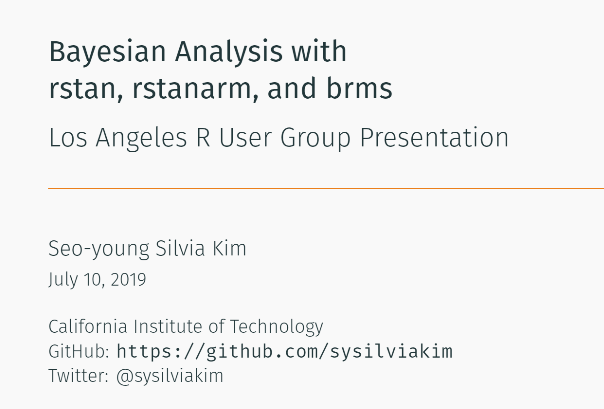 Bayesian Analysis with
rstan, rstanarm, and brms
Los Angeles R User Group Presentation
Seo-young Silvia Kim
July 10, 2019
California Institute of Technology
GitHub: https://github.com/sysilviakim
Twitter: @sysilviakim